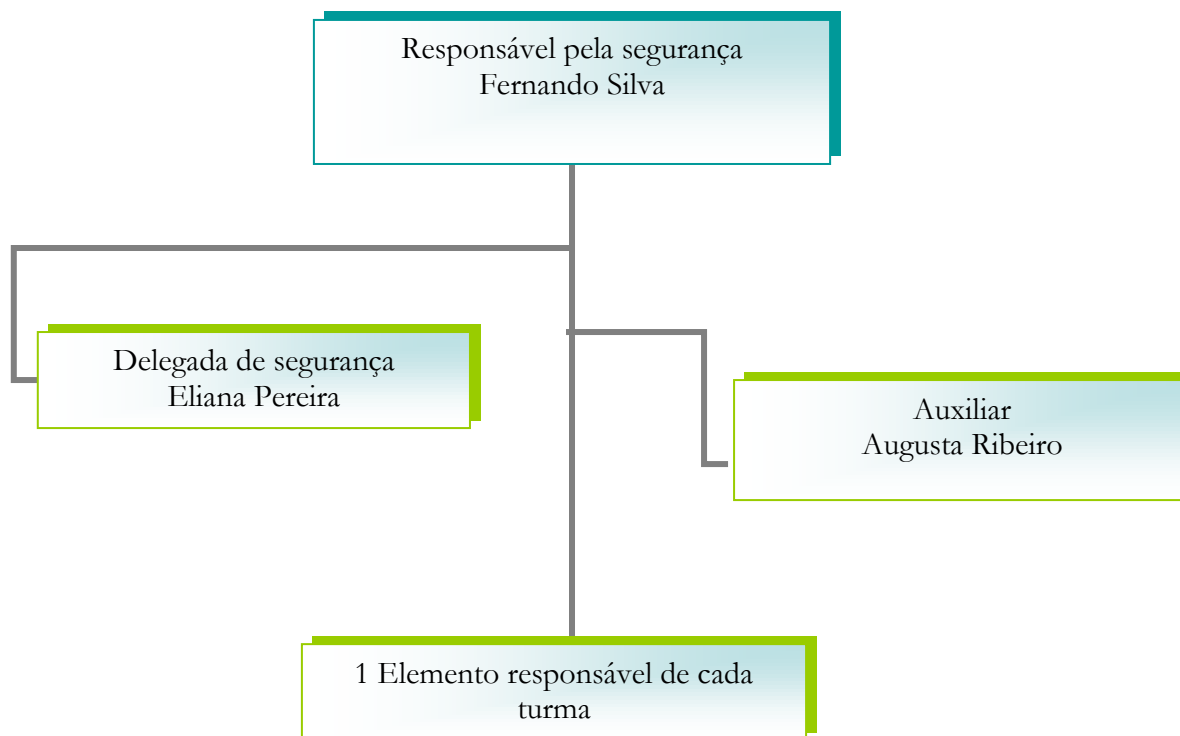 Responsável pela segurança
Fernando Silva
Delegada de segurança
Eliana Pereira
Auxiliar
Augusta Ribeiro
1 Elemento responsável de cada
turma